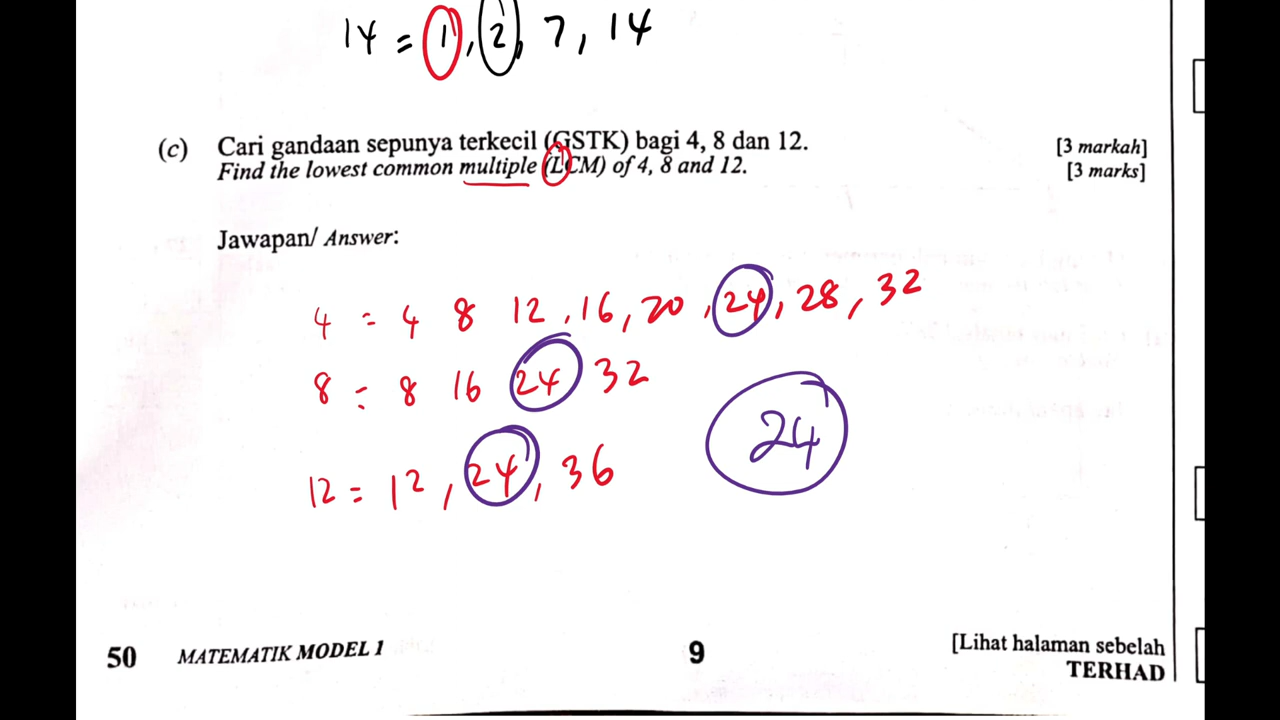 14 = 1, 2, 7, 14
(c) Cari gandaan sepunya terkecil (GSTK) bagi 4, 8 dan 12. [3 markah]
Find the lowest common multiple (LCM) of 4, 8 and 12. [3 marks]
Jawapan/ Answer:
4 = 4 8 12, 16, 20, 24, 28, 32
8 = 8 16 24 32
24
12 = 12, 24, 36
50 MATEMATIK MODEL 1 9 [Lihat halaman sebelah
TERHAD